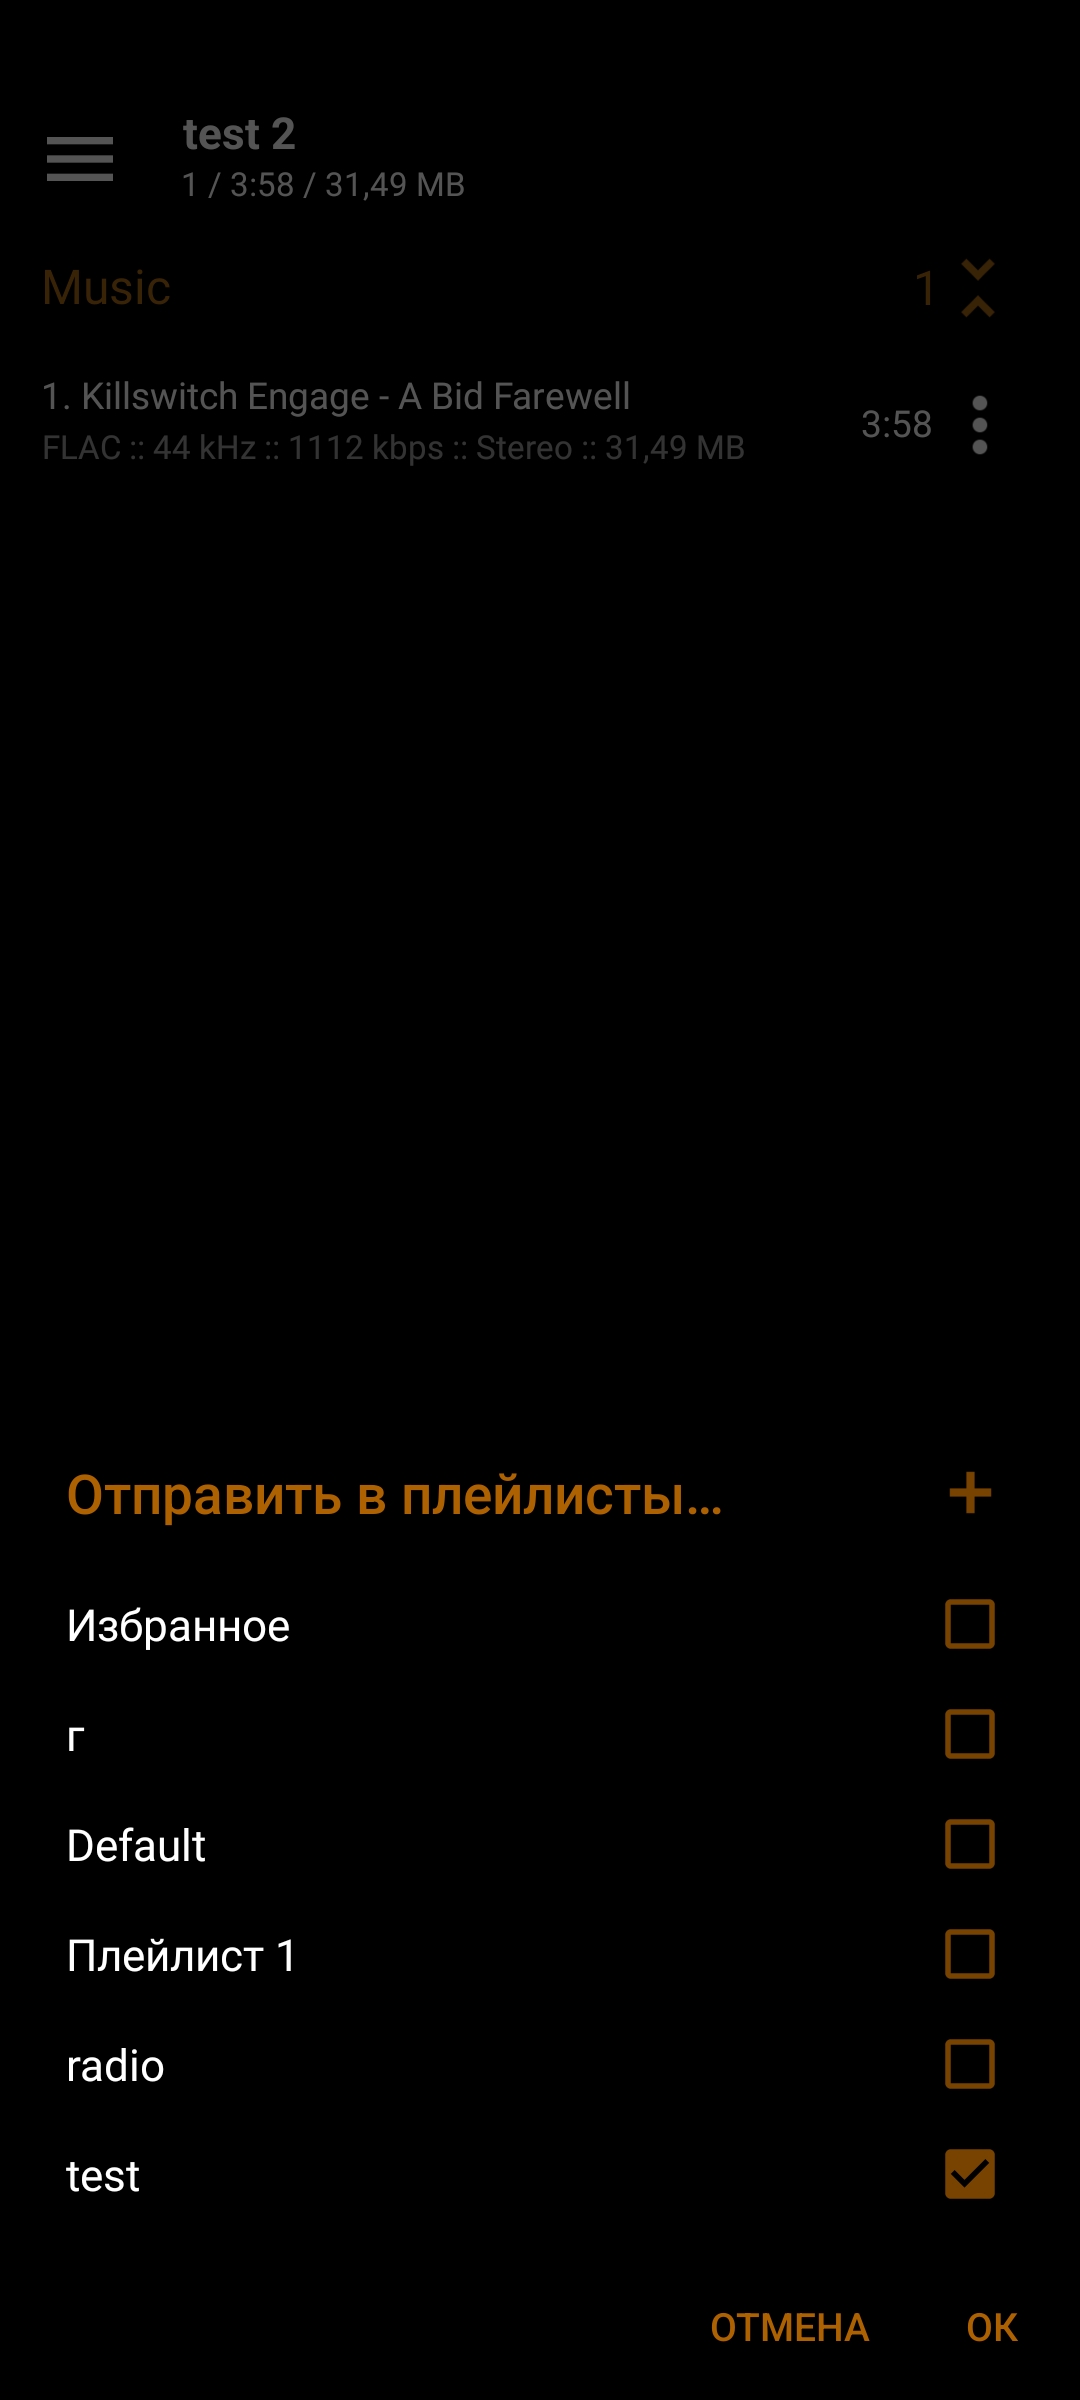 test 2
1 / 3:58 / 31,49 MB
Music 1
1. Killswitch Engage - A Bid Farewell
FLAC :: 44 kHz :: 1112 kbps :: Stereo :: 31,49 MB
3:58
Отправить в плейлисты...
Избранное
г
Default
Плейлист 1
radio
test
ОТМЕНА ОК